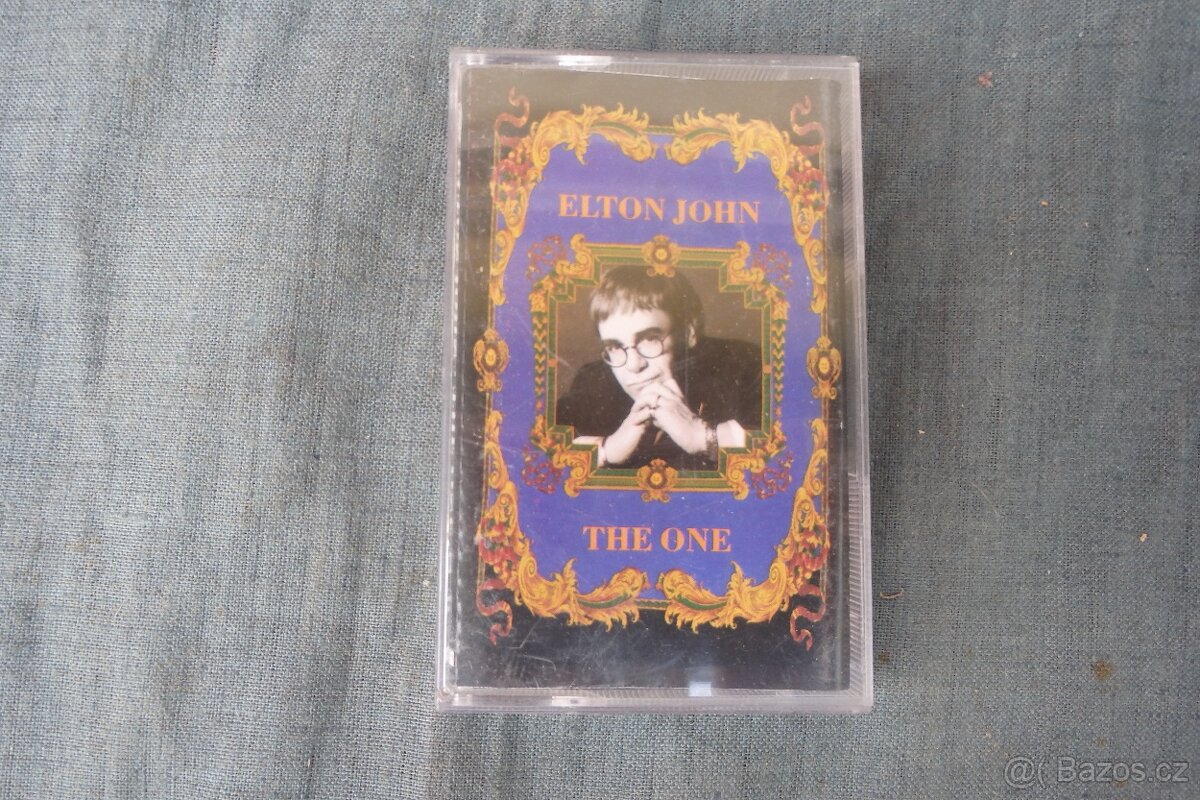 ELTON JOHN
THE ONE
@( Bazos.cz